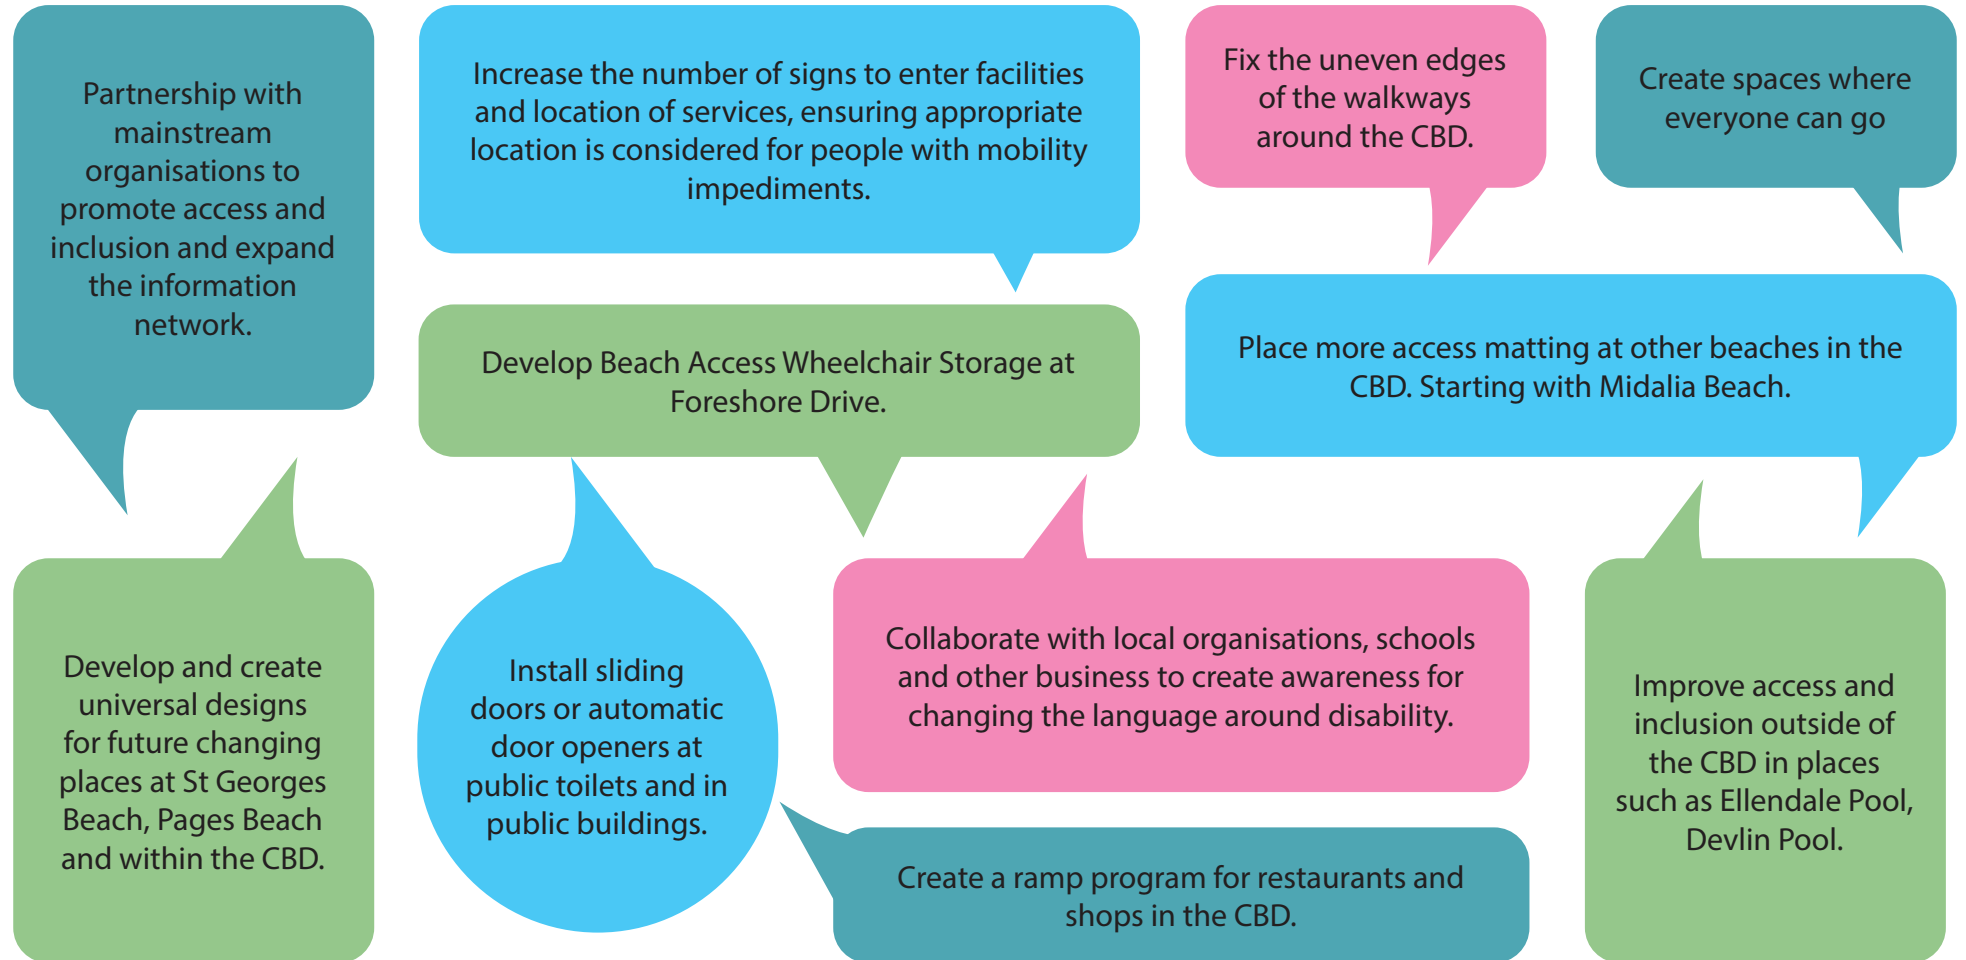 Partnership with
mainstream
organisations to
promote access and
inclusion and expand
the information
network.
Increase the number of signs to enter facilities
and location of services, ensuring appropriate
location is considered for people with mobility
impediments.
Fix the uneven edges
of the walkways
around the CBD.
Create spaces where
everyone can go
Develop Beach Access Wheelchair Storage at
Foreshore Drive.
Place more access matting at other beaches in the
CBD. Starting with Midalia Beach.
Develop and create
universal designs
for future changing
places at St Georges
Beach, Pages Beach
and within the CBD.
Install sliding
doors or automatic
door openers at
public toilets and in
public buildings.
Collaborate with local organisations, schools
and other business to create awareness for
changing the language around disability.
Create a ramp program for restaurants and
shops in the CBD.
Improve access and
inclusion outside of
the CBD in places
such as Ellendale Pool,
Devlin Pool.